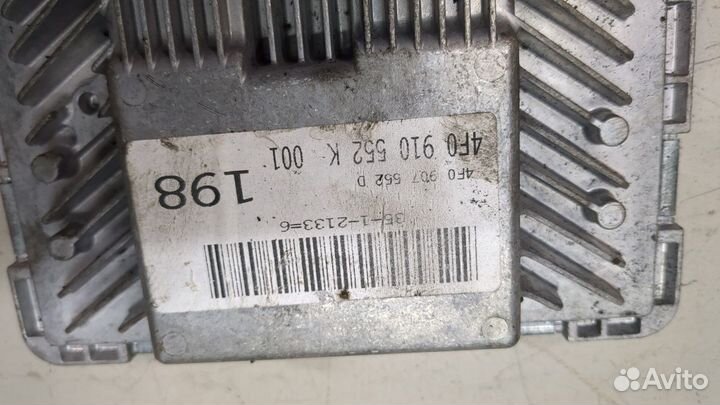 4F0 910 552 K 001
4F0 907 552 D
198
35-1-2133=6
Avito